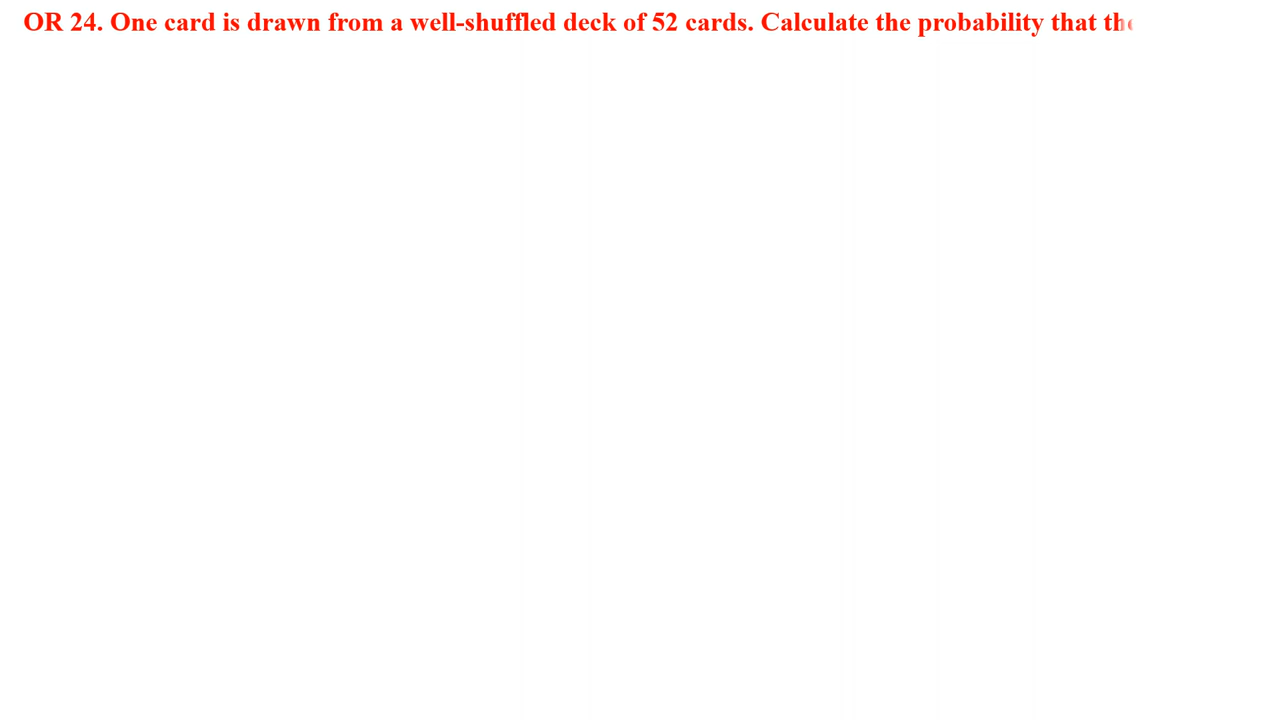 OR 24. One card is drawn from a well-shuffled deck of 52 cards. Calculate the probability that